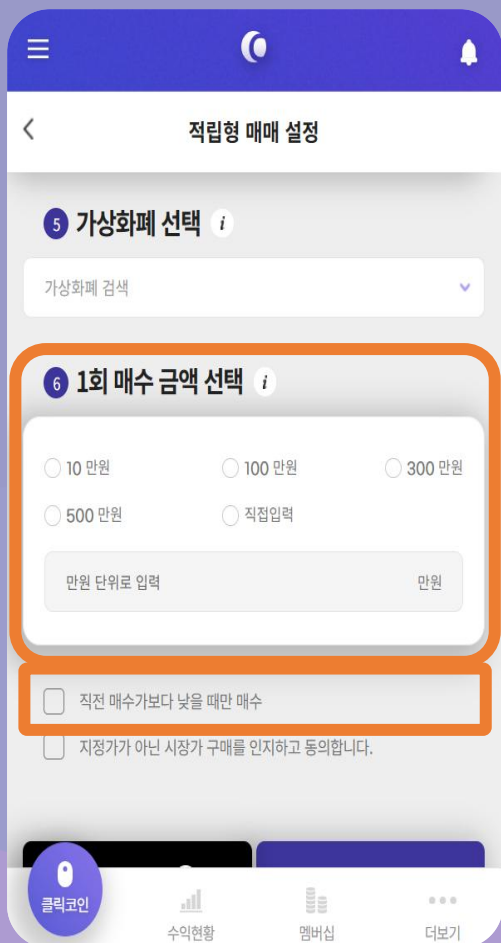 적립형 매매 설정
5 가상화폐 선택 i
가상화폐 검색
6 1회 매수 금액 선택 i
10 만원 100 만원 300 만원
500 만원 직접입력
만원 단위로 입력 만원
직전 매수가보다 낮을 때만 매수
지정가가 아닌 시장가 구매를 인지하고 동의합니다.
클릭코인 수익현황 멤버십 더보기